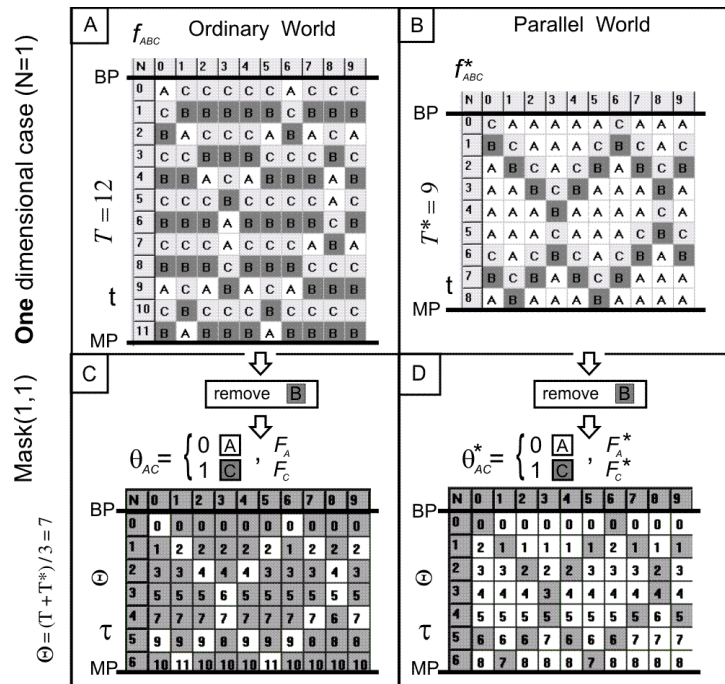 One dimensional case (N=1)
A
f ABC Ordinary World
N 0 1 2 3 4 5 6 7 8 9
BP
0 A C C C C C A C C C
1 C B B B B B C B B B
2 B A C C C A B A C A
3 C C B B B C C C B C
4 B B A C A B B B A B
5 C C C B C C C C A C
6 B B B A B B B B C B
7 C C C A C C C A B A
8 B B B C B B B C C C
9 A C A B A C A B B B
10 C B C C C B C C C C
11 B A B B B A B B B B
MP
T = 12
t
B
Parallel World
f*ABC
N 0 1 2 3 4 5 6 7 8 9
BP
0 C A A A A A C A A A
1 B C A A A C B C A C
2 A B C A C B A B C B
3 A A B C B A A A B A
4 A A A B A A A A C A
5 A A A C A A A C B C
6 C A C B C A C B A B
7 B C B A B C B A A A
8 A B A A A B A A A A
MP
T* = 9
t
Mask(1,1)
Θ = (T + T*)/3 = 7
C
remove B
θAC = { 0 A , FA
1 C FC
N 0 1 2 3 4 5 6 7 8 9
BP
0 0 0 0 0 0 0 0 0 0 0
1 1 2 2 2 2 2 1 2 2 2
2 3 3 4 4 4 3 3 3 4 3
3 5 5 5 6 5 5 5 5 5 5
4 7 7 7 7 7 7 7 7 6 7
5 9 9 9 8 9 9 9 8 8 8
6 10 11 10 10 10 11 10 10 10 10
MP
Θ
τ
D
remove B
θ*AC = { 0 A , FA*
1 C FC*
N 0 1 2 3 4 5 6 7 8 9
BP
0 0 0 0 0 0 0 0 0 0 0
1 2 1 1 1 1 1 2 1 1 1
2 3 3 2 2 2 3 3 3 2 3
3 4 4 4 3 4 4 4 4 4 4
4 5 5 5 5 5 5 5 5 6 5
5 6 6 6 7 6 6 6 7 7 7
6 8 7 8 8 8 7 8 8 8 8
MP
Θ
τ